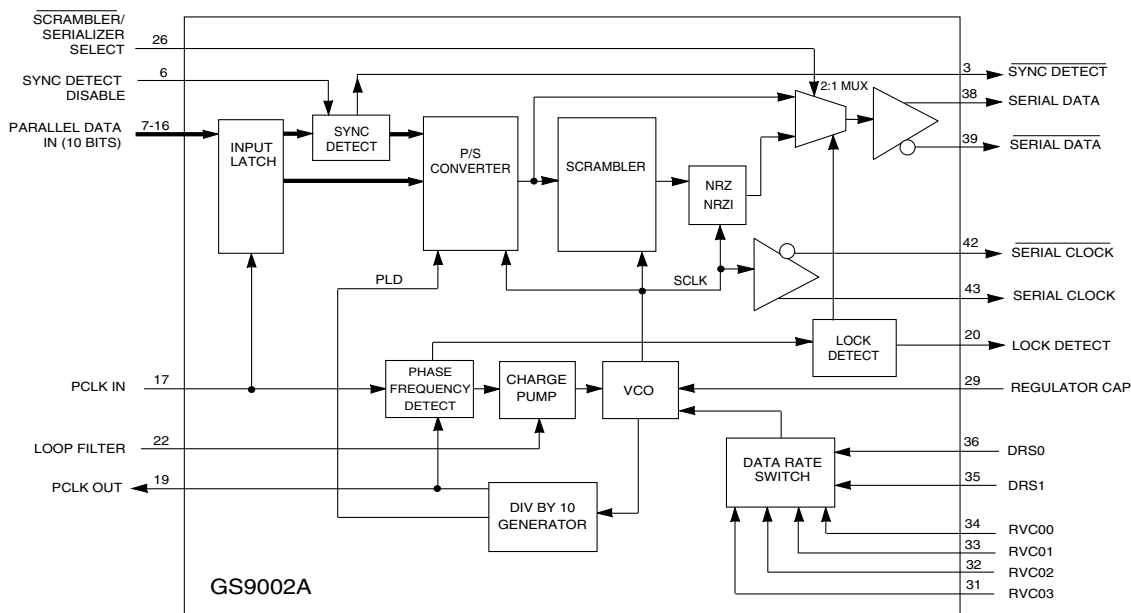 SCRAMBLER/
SERIALIZER
SELECT
26
SYNC DETECT
DISABLE
6
PARALLEL DATA
IN (10 BITS)
7-16
INPUT
LATCH
SYNC
DETECT
P/S
CONVERTER
SCRAMBLER
NRZ
NRZI
2:1 MUX
3
SYNC DETECT
38
SERIAL DATA
39
SERIAL DATA
42
SERIAL CLOCK
43
SERIAL CLOCK
PLD
SCLK
LOCK
DETECT
20
LOCK DETECT
PCLK IN
17
PHASE
FREQUENCY
DETECT
CHARGE
PUMP
VCO
29
REGULATOR CAP
LOOP FILTER
22
PCLK OUT
19
DIV BY 10
GENERATOR
DATA RATE
SWITCH
36
DRS0
35
DRS1
34
RVC00
33
RVC01
32
RVC02
31
RVC03
GS9002A